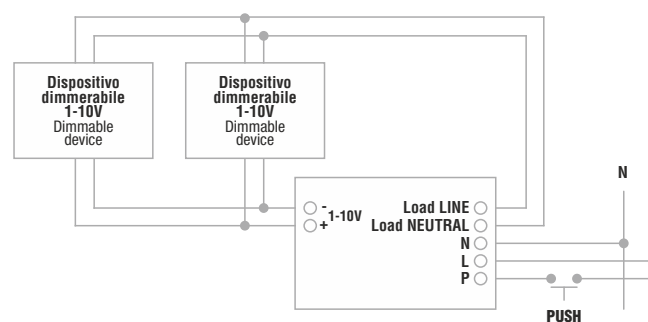 Dispositivo
dimmerabile
1-10V
Dimmable
device
Dispositivo
dimmerabile
1-10V
Dimmable
device
N
- 1-10V
+
Load LINE
Load NEUTRAL
N
L
P
PUSH